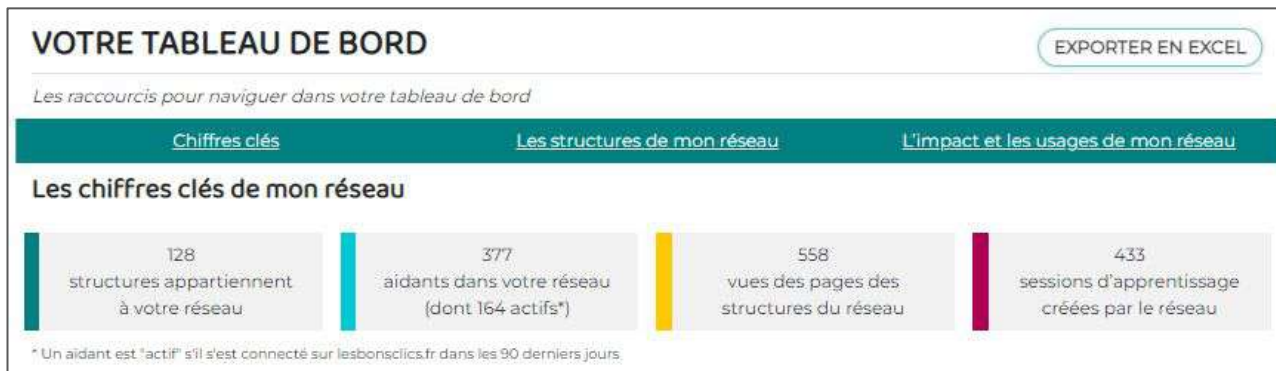 VOTRE TABLEAU DE BORD
EXPORTER EN EXCEL
Les raccourcis pour naviguer dans votre tableau de bord
Chiffres clés
Les structures de mon réseau
L'impact et les usages de mon réseau
Les chiffres clés de mon réseau
128
structures appartiennent
à votre réseau
377
aidants dans votre réseau
(dont 164 actifs*)
558
vues des pages des
structures du réseau
433
sessions d'apprentissage
créées par le réseau
* Un aidant est "actif" s'il s'est connecté sur lesbonsclics.fr dans les 90 derniers jours